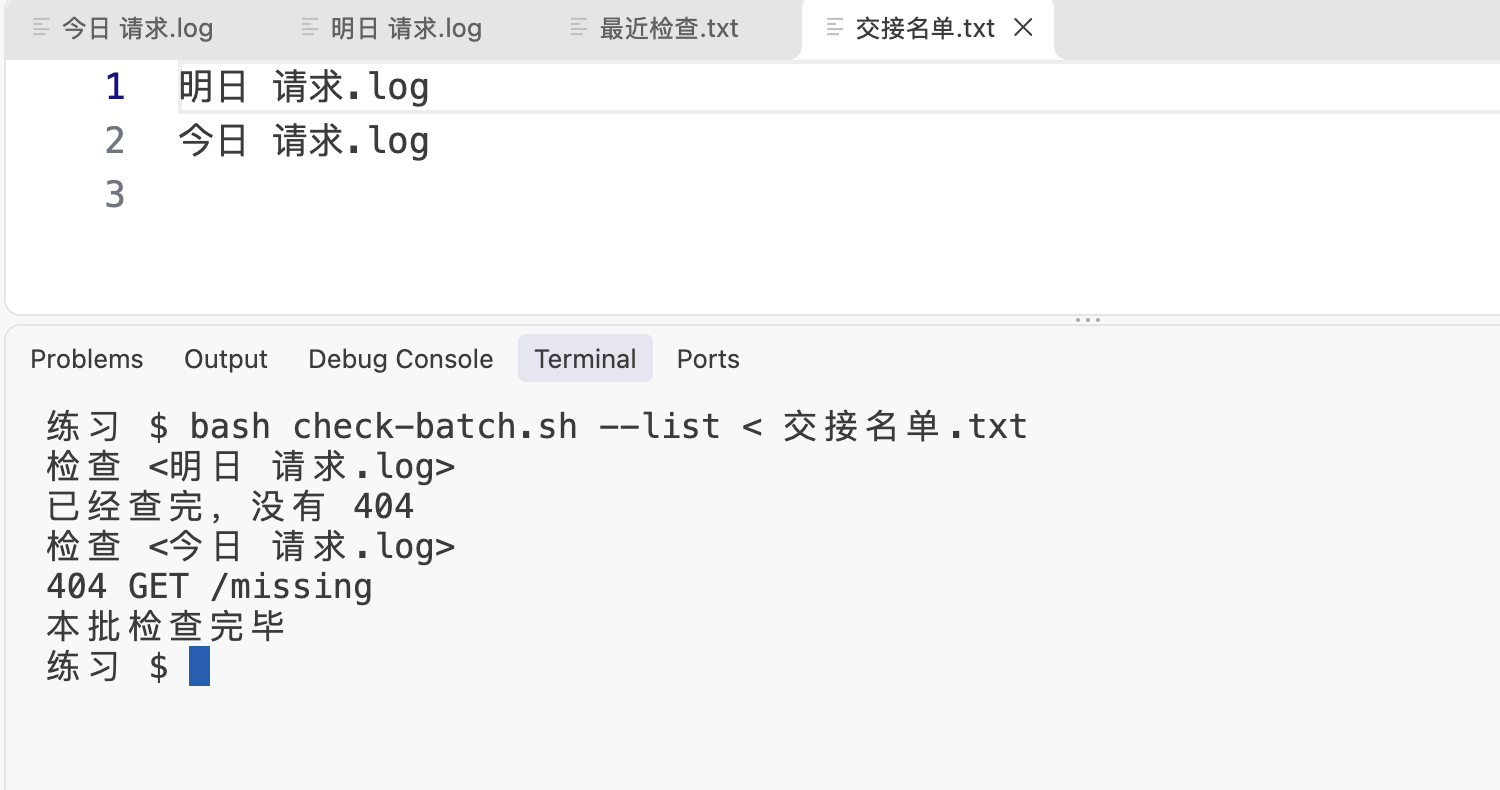 今日 请求.log 明日 请求.log 最近检查.txt 交接名单.txt
1 明日 请求.log
2 今日 请求.log
3
Problems Output Debug Console Terminal Ports
练习 $ bash check-batch.sh --list < 交接名单.txt
检查 <明日 请求.log>
已经查完, 没有 404
检查 <今日 请求.log>
404 GET /missing
本批检查完毕
练习 $